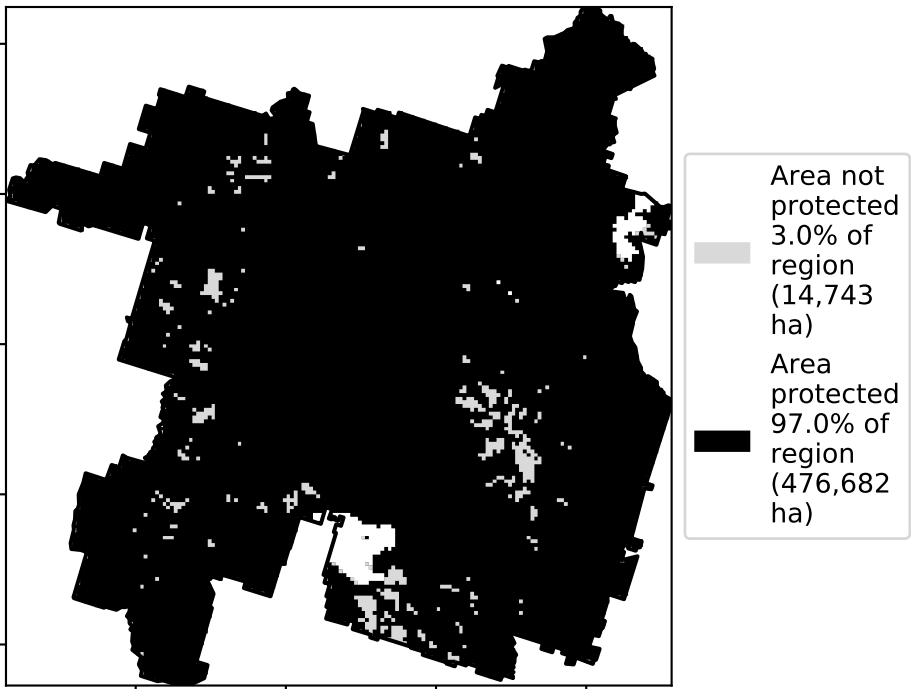 Area not
protected
3.0% of
region
(14,743
ha)
Area
protected
97.0% of
region
(476,682
ha)